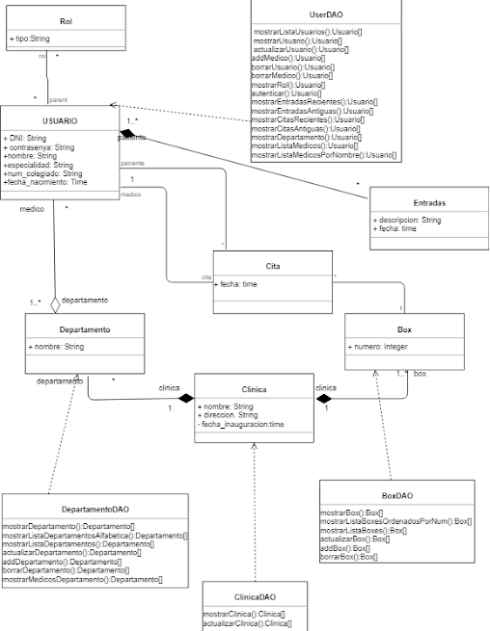 Rol
+ tipo:String
rol
*
*
parent
UserDAO
mostrarListaUsuarios():Usuario[]
mostrarUsuario():Usuario[]
actualizarUsuario():Usuario[]
addMedico():Usuario[]
borrarUsuario():Usuario[]
borrarMedico():Usuario[]
mostrarRol():Usuario[]
autenticar():Usuario[]
mostrarEntradasRecientes():Usuario[]
mostrarEntradasAntiguas():Usuario[]
mostrarCitasRecientes():Usuario[]
mostrarCitasAntiguas():Usuario[]
mostrarDepartamento():Usuario[]
mostrarListaMedicos():Usuario[]
mostrarListaMedicosPorNombre():Usuario[]
USUARIO
+ DNI: String
+ contrasenya: String
+nombre: String
+especialidad: String
+num_colegiado: String
+fecha_nacimiento: Time
1..*
paciente
paciente
1
medico
*
Entradas
+ descripcion: String
+ fecha: time
medico
*
*
cita
*
Cita
+ fecha: time
1
1..*
departamento
Departamento
+ nombre: String
departamento
*
Box
+ numero: Integer
1..*
box
clinica
1
Clinica
+ nombre: String
+ direccion. String
- fecha_inauguracion:time
clinica
1
DepartamentoDAO
mostrarDepartamento():Departamento[]
mostrarListaDepartamentosAlfabetica():Departamento[]
mostrarListaDepartamentos():Departamento[]
actualizarDepartamento():Departamento[]
addDepartamento():Departamento[]
borrarDepartamento():Departamento[]
mostrarMedicosDepartamento():Departamento[]
BoxDAO
mostrarBox():Box[]
mostrarListaBoxesOrdenadosPorNum():Box[]
mostrarListaBoxes():Box[]
actualizarBox():Box[]
addBox():Box[]
borrarBox():Box[]
ClinicaDAO
mostrarClinica():Clinica[]
actualizarClinica():Clinica[]